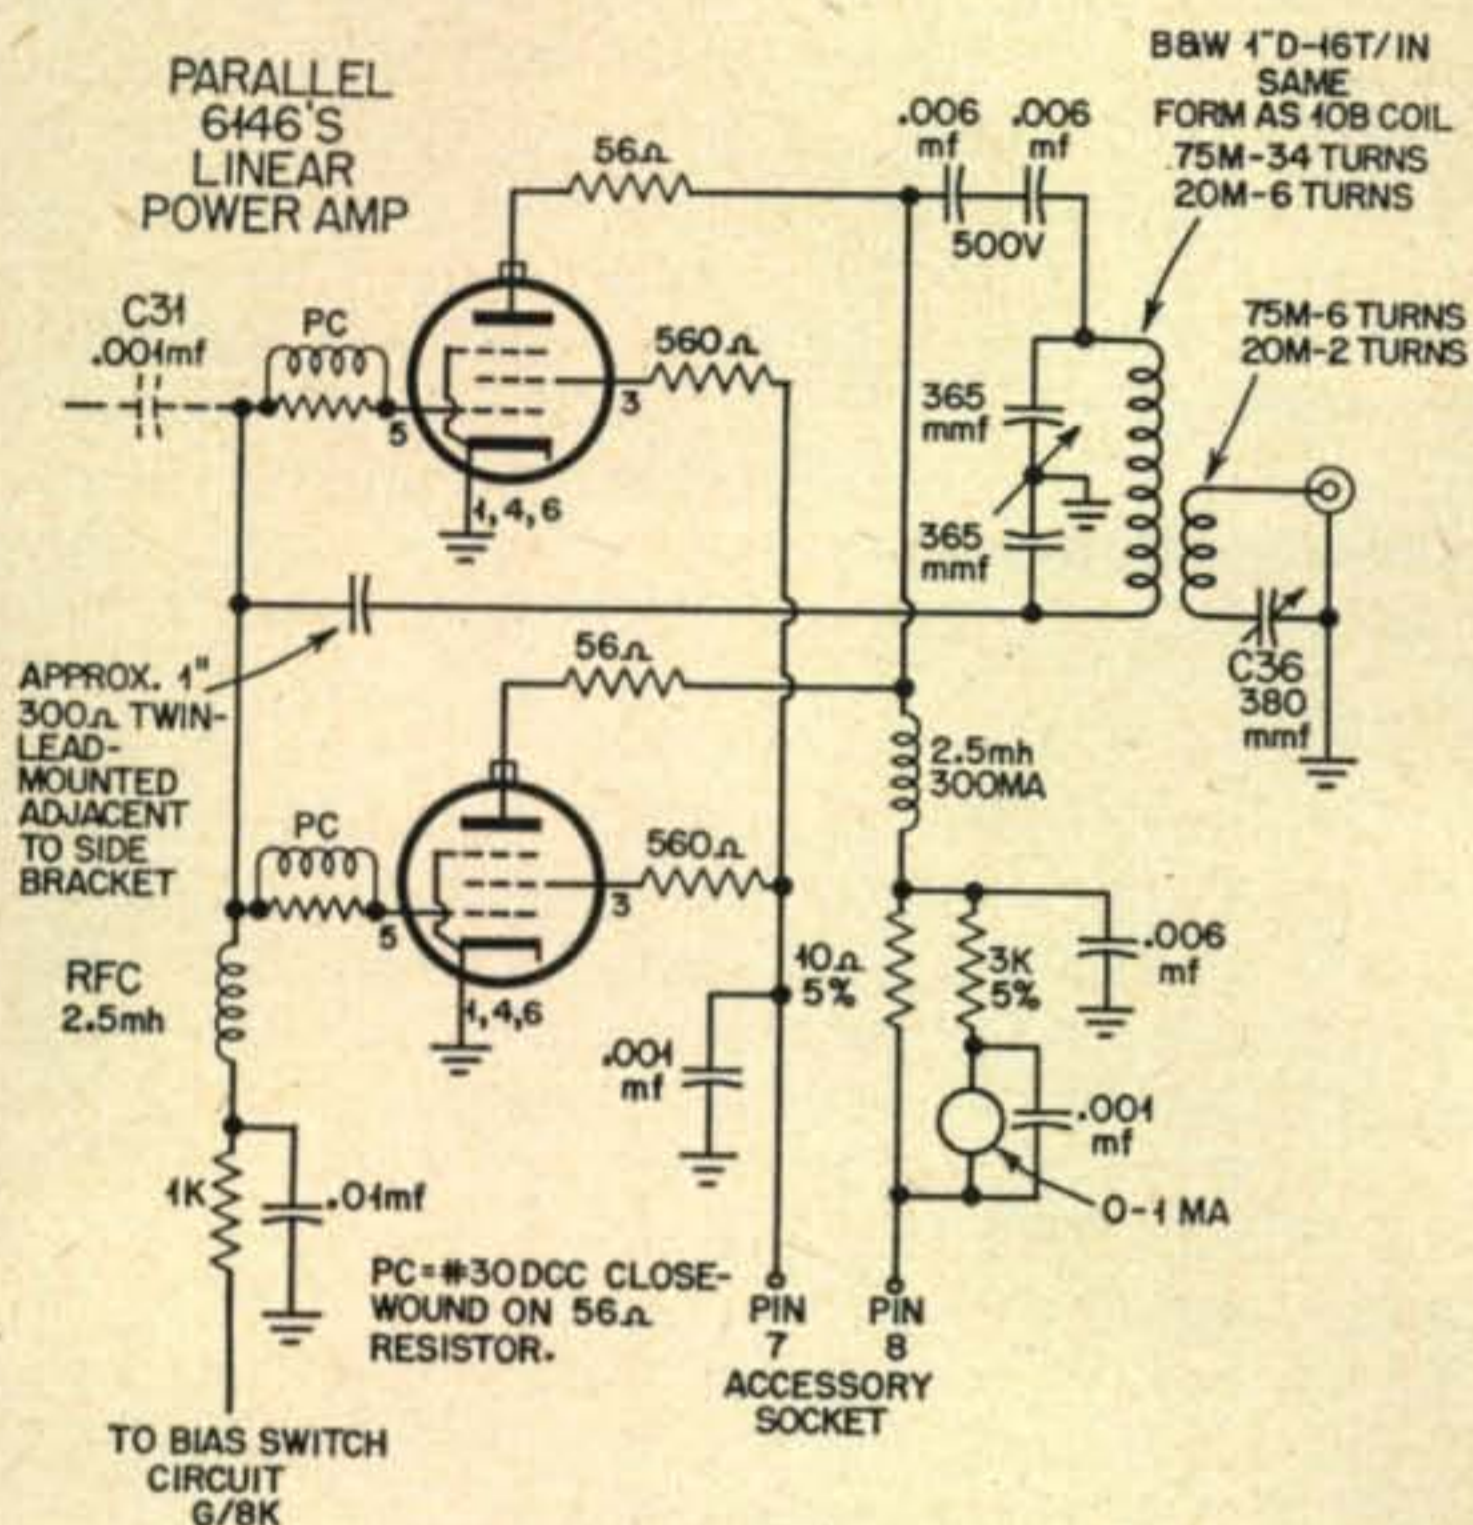 PARALLEL
6146'S
LINEAR
POWER AMP
B&W 1"D-16T/IN
SAME
FORM AS 10B COIL
75M-34 TURNS
20M-6 TURNS
.006
mf
.006
mf
500V
56Ω
75M-6 TURNS
20M-2 TURNS
C31
.001mf
PC
560Ω
3
5
1,4,6
365
mmf
365
mmf
C36
380
mmf
APPROX. 1"
300Ω TWIN-
LEAD-
MOUNTED
ADJACENT
TO SIDE
BRACKET
56Ω
2.5mh
300MA
PC
560Ω
3
5
1,4,6
RFC
2.5mh
10Ω
5%
3K
5%
.006
mf
.001
mf
.001
mf
0-1 MA
1K
.01mf
PC=#30DCC CLOSE-
WOUND ON 56Ω
RESISTOR.
PIN
7
PIN
8
ACCESSORY
SOCKET
TO BIAS SWITCH
CIRCUIT
G/8K